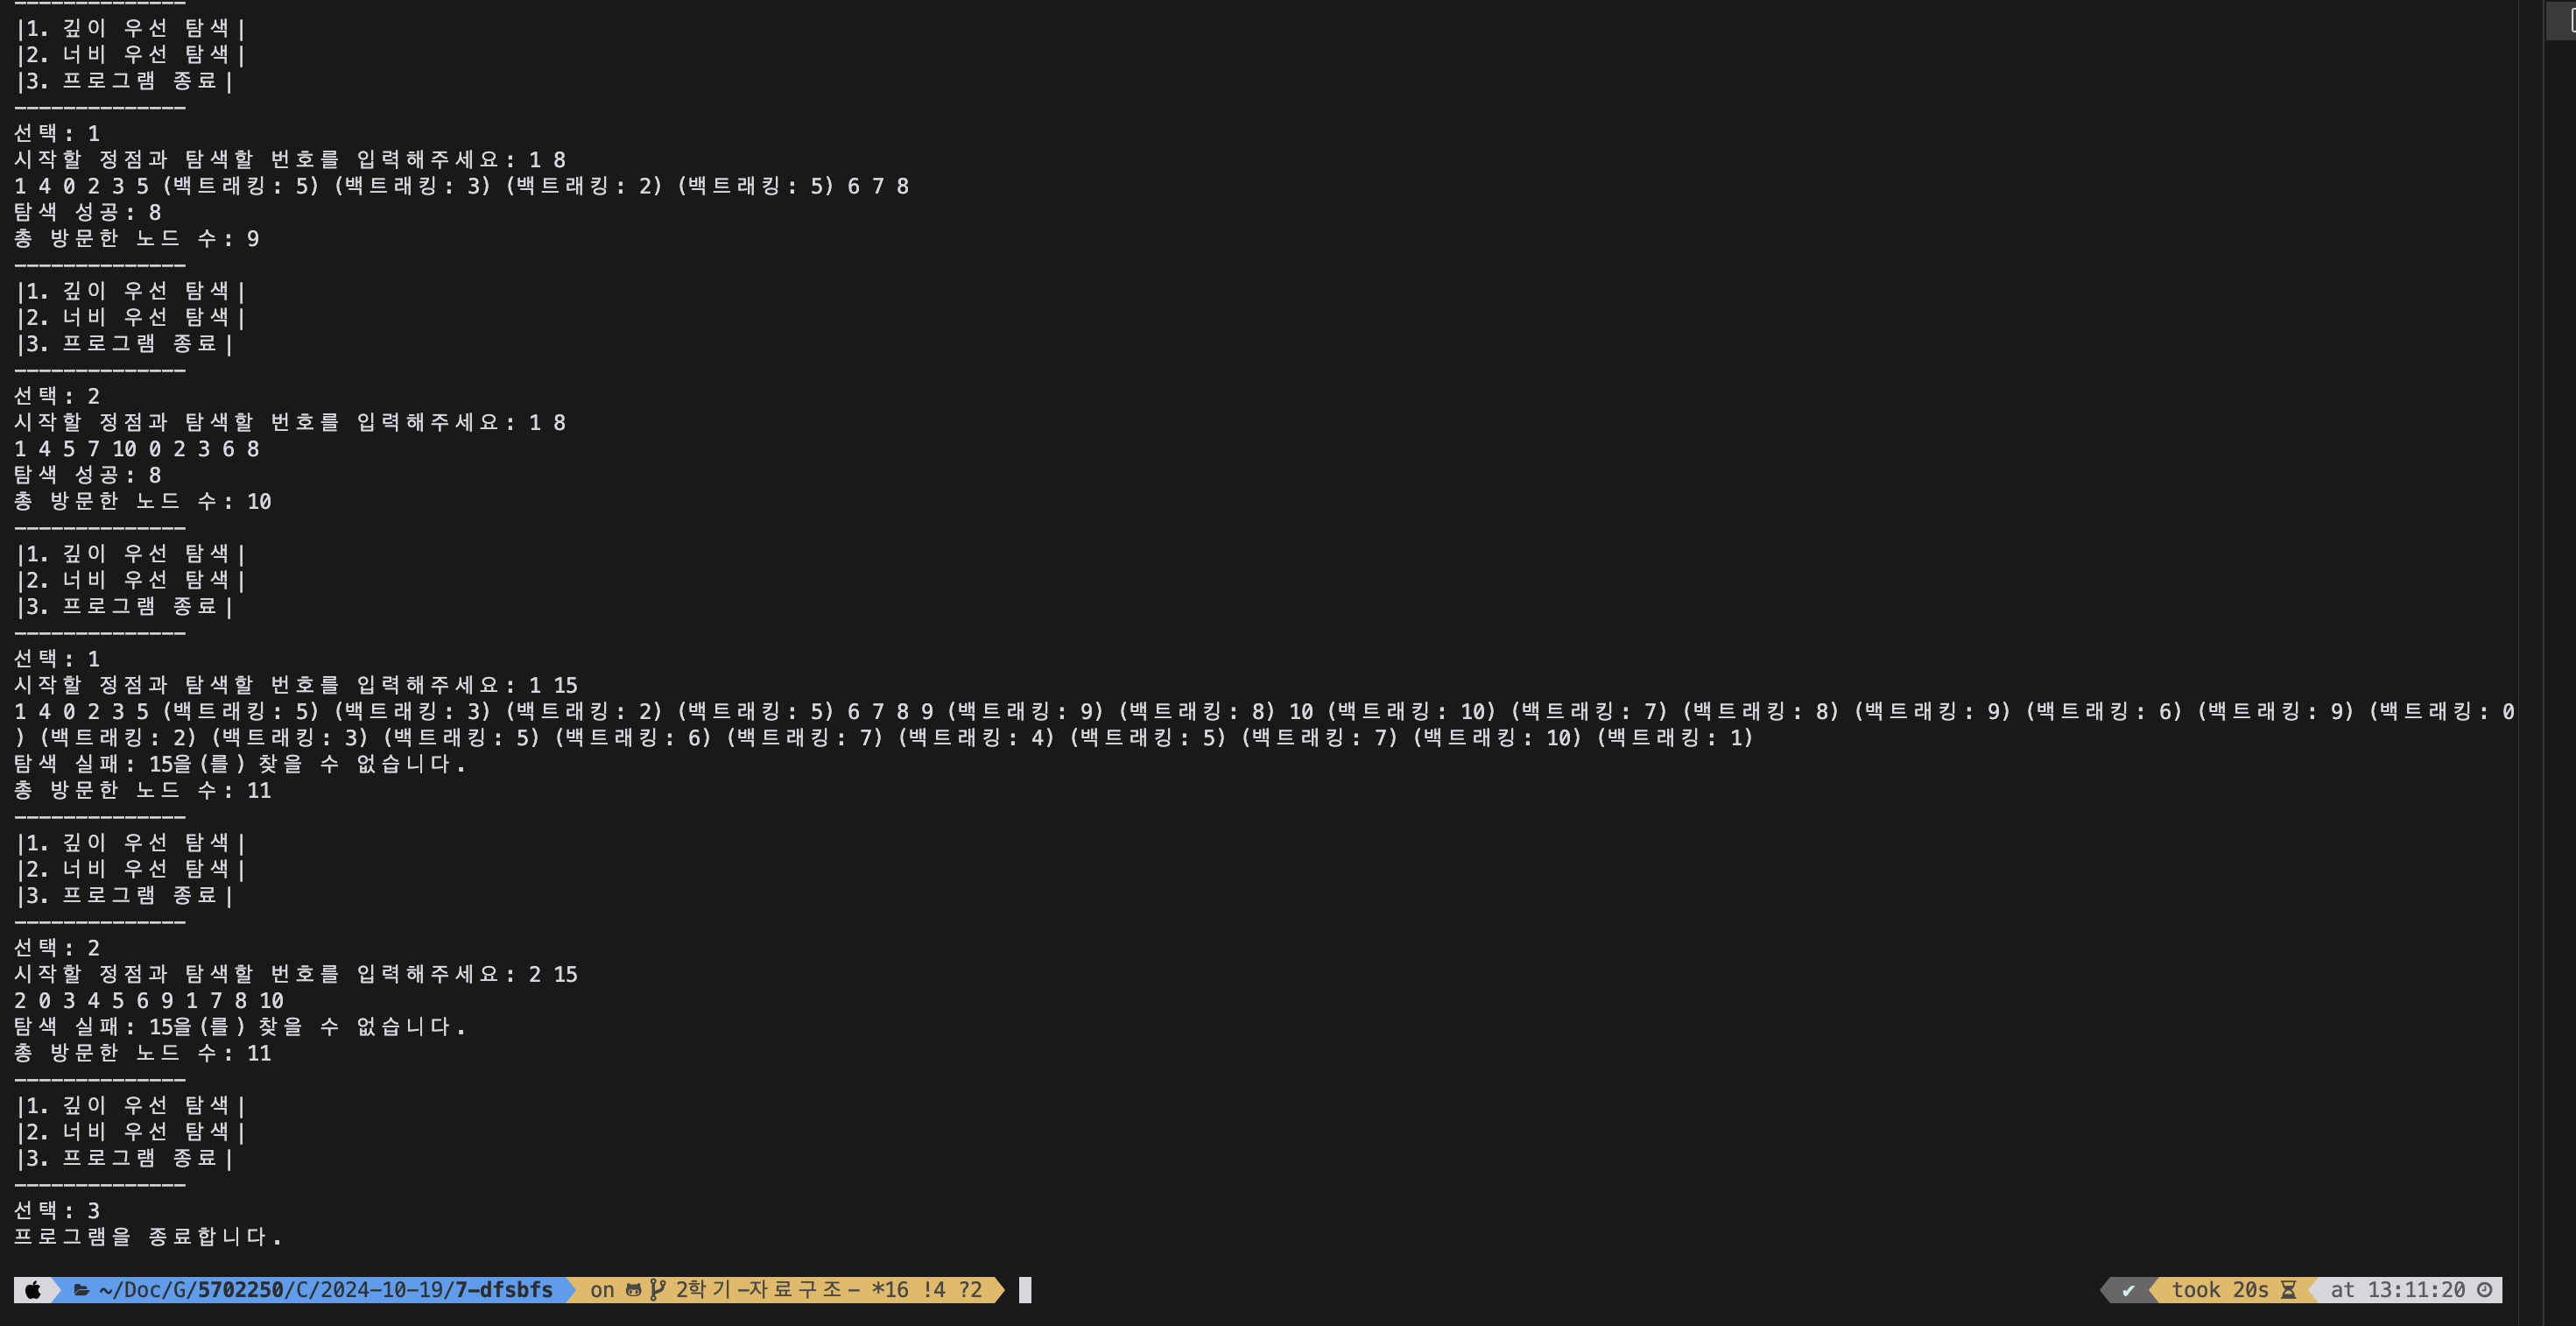 --------------
|1. 깊이 우선 탐색|
|2. 너비 우선 탐색|
|3. 프로그램 종료|
--------------
선택: 1
시작할 정점과 탐색할 번호를 입력해주세요: 1 8
1 4 0 2 3 5 (백트래킹: 5) (백트래킹: 3) (백트래킹: 2) (백트래킹: 5) 6 7 8
탐색 성공: 8
총 방문한 노드 수: 9
--------------
|1. 깊이 우선 탐색|
|2. 너비 우선 탐색|
|3. 프로그램 종료|
--------------
선택: 2
시작할 정점과 탐색할 번호를 입력해주세요: 1 8
1 4 5 7 10 0 2 3 6 8
탐색 성공: 8
총 방문한 노드 수: 10
--------------
|1. 깊이 우선 탐색|
|2. 너비 우선 탐색|
|3. 프로그램 종료|
--------------
선택: 1
시작할 정점과 탐색할 번호를 입력해주세요: 1 15
1 4 0 2 3 5 (백트래킹: 5) (백트래킹: 3) (백트래킹: 2) (백트래킹: 5) 6 7 8 9 (백트래킹: 9) (백트래킹: 8) 10 (백트래킹: 10) (백트래킹: 7) (백트래킹: 8) (백트래킹: 9) (백트래킹: 6) (백트래킹: 9) (백트래킹: 0
) (백트래킹: 2) (백트래킹: 3) (백트래킹: 5) (백트래킹: 6) (백트래킹: 7) (백트래킹: 4) (백트래킹: 5) (백트래킹: 7) (백트래킹: 10) (백트래킹: 1)
탐색 실패: 15을(를) 찾을 수 없습니다.
총 방문한 노드 수: 11
--------------
|1. 깊이 우선 탐색|
|2. 너비 우선 탐색|
|3. 프로그램 종료|
--------------
선택: 2
시작할 정점과 탐색할 번호를 입력해주세요: 2 15
2 0 3 4 5 6 9 1 7 8 10
탐색 실패: 15을(를) 찾을 수 없습니다.
총 방문한 노드 수: 11
--------------
|1. 깊이 우선 탐색|
|2. 너비 우선 탐색|
|3. 프로그램 종료|
--------------
선택: 3
프로그램을 종료합니다.
~/Doc/G/5702250/C/2024-10-19/7-dfsbfs on 2학기-자료구조- *16 !4 ?2 ✔ took 20s at 13:11:20